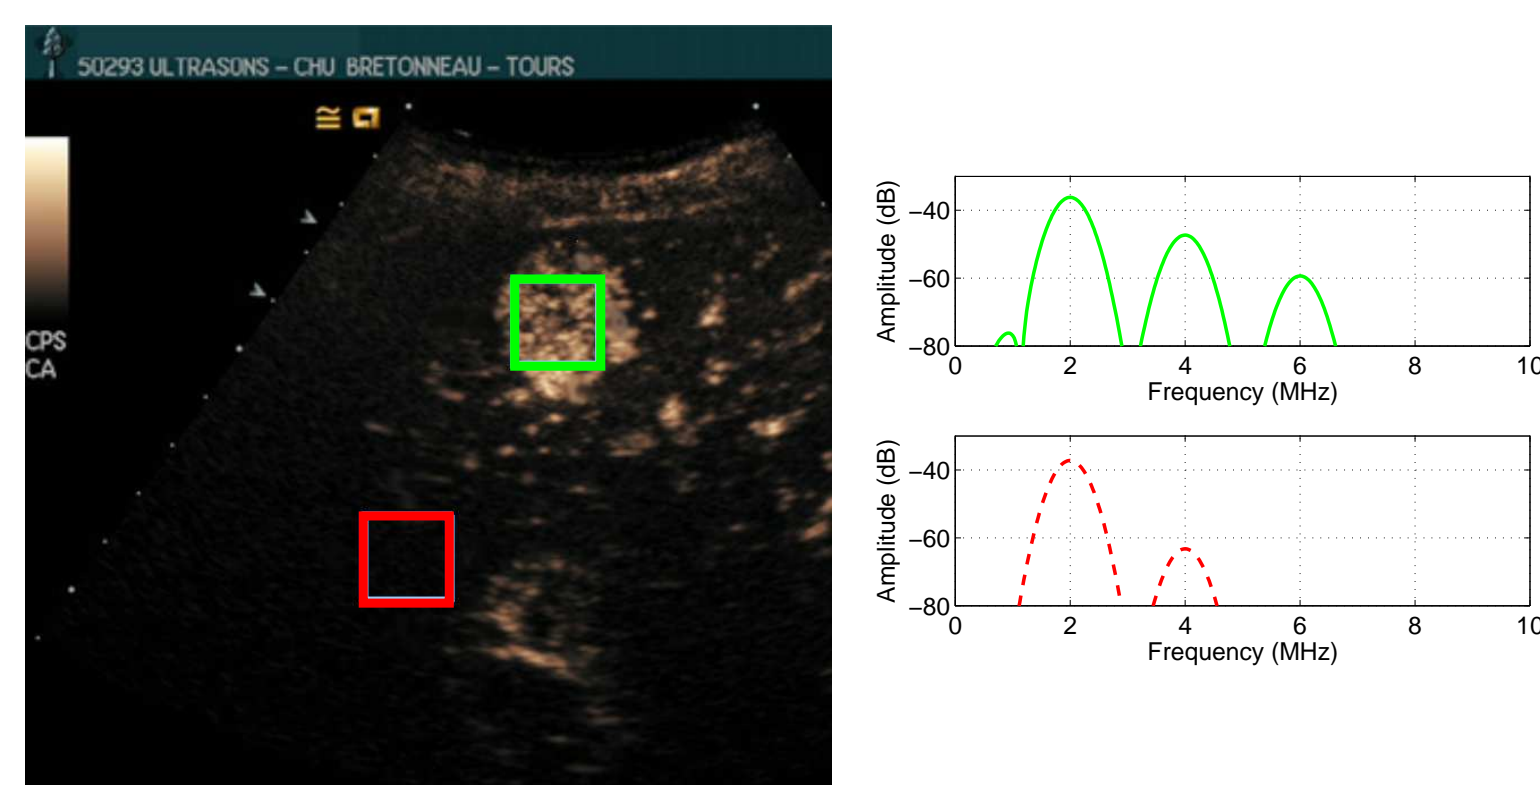 50293 ULTRASONS - CHU BRETONNEAU - TOURS
CPS
CA
Amplitude (dB)
−40
−60
−80
0 2 4 6 8 10
Frequency (MHz)
Amplitude (dB)
−40
−60
−80
0 2 4 6 8 10
Frequency (MHz)